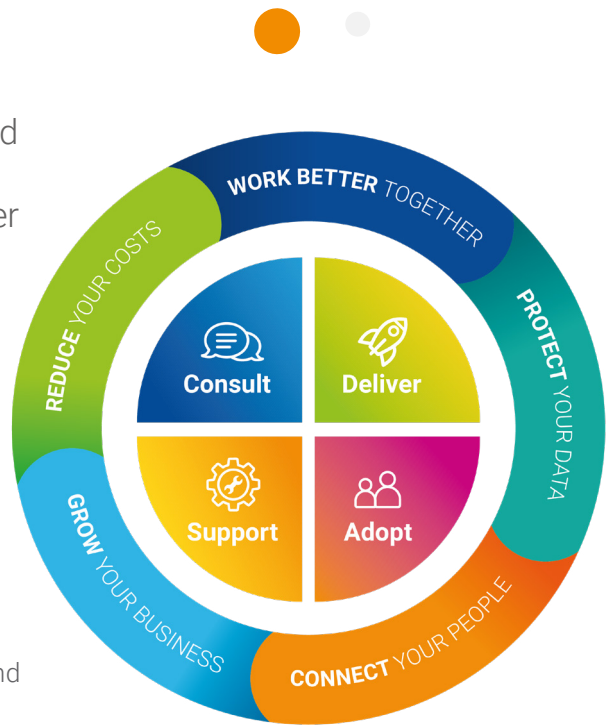 WORK BETTER TOGETHER
PROTECT YOUR DATA
CONNECT YOUR PEOPLE
GROW YOUR BUSINESS
REDUCE YOUR COSTS
Consult
Deliver
Support
Adopt